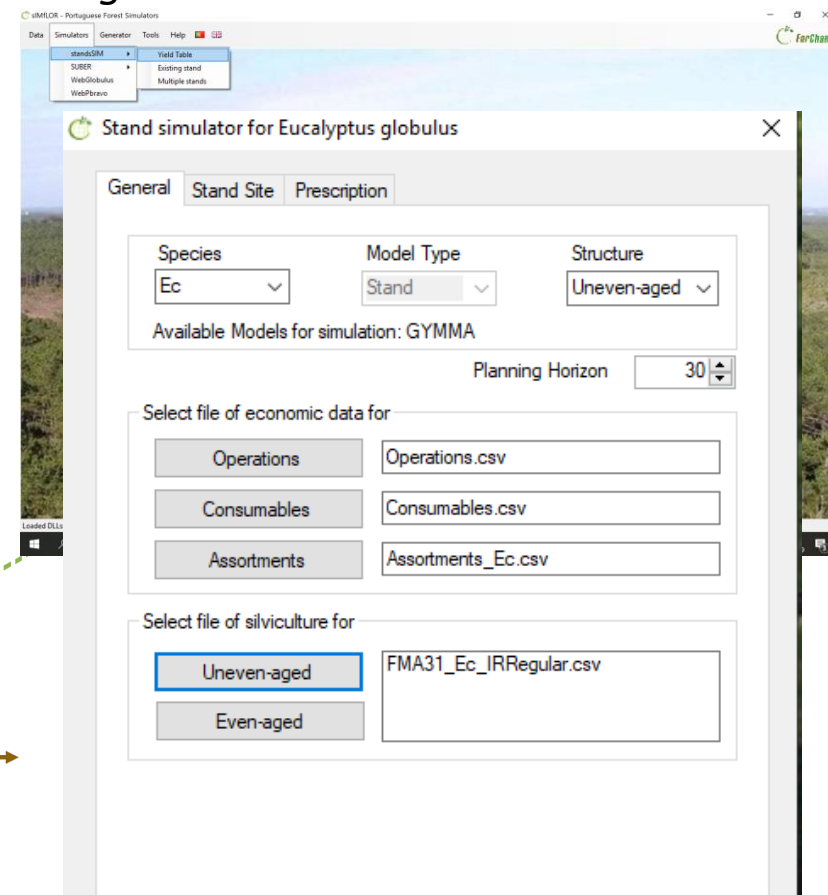 sIMfLOR - Portuguese Forest Simulators
Data Simulators Generator Tools Help
ForChan
standsSIM Yield Table
SUBER Existing stand
WebGlobulus Multiple stands
WebPbravo
Stand simulator for Eucalyptus globulus
General Stand Site Prescription
Species Model Type Structure
Ec Stand Uneven-aged
Available Models for simulation: GYMMA
Planning Horizon 30
Select file of economic data for
Operations Operations.csv
Consumables Consumables.csv
Loaded DLLs
Assortments Assortments_Ec.csv
Select file of silviculture for
Uneven-aged FMA31_Ec_IRRegular.csv
Even-aged